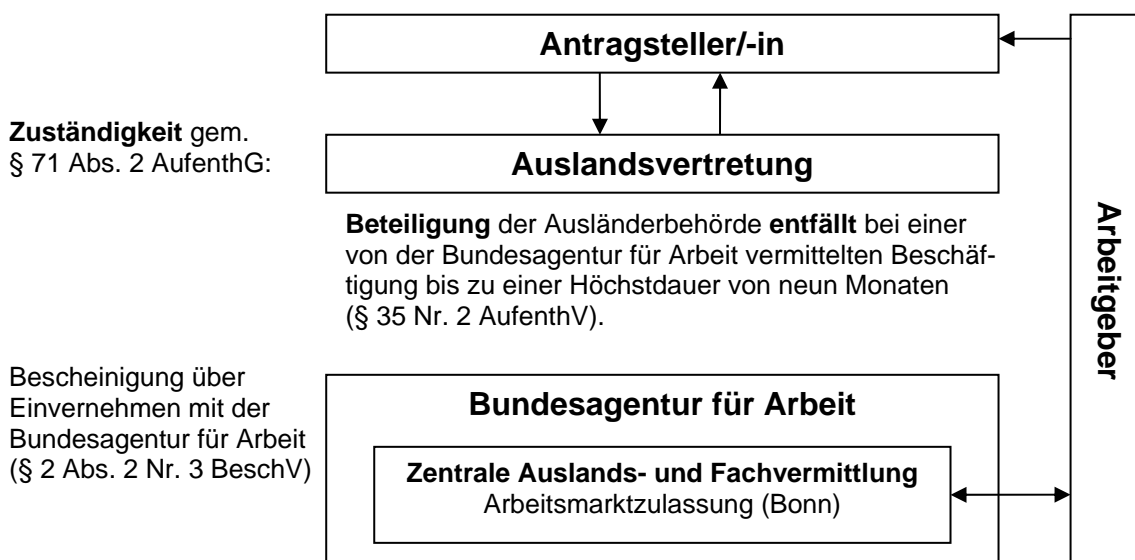 Antragsteller/-in
Zuständigkeit gem.
§ 71 Abs. 2 AufenthG:
Auslandsvertretung
Beteiligung der Ausländerbehörde entfällt bei einer
von der Bundesagentur für Arbeit vermittelten Beschäf-
tigung bis zu einer Höchstdauer von neun Monaten
(§ 35 Nr. 2 AufenthV).
Arbeitgeber
Bescheinigung über
Einvernehmen mit der
Bundesagentur für Arbeit
(§ 2 Abs. 2 Nr. 3 BeschV)
Bundesagentur für Arbeit
Zentrale Auslands- und Fachvermittlung
Arbeitsmarktzulassung (Bonn)